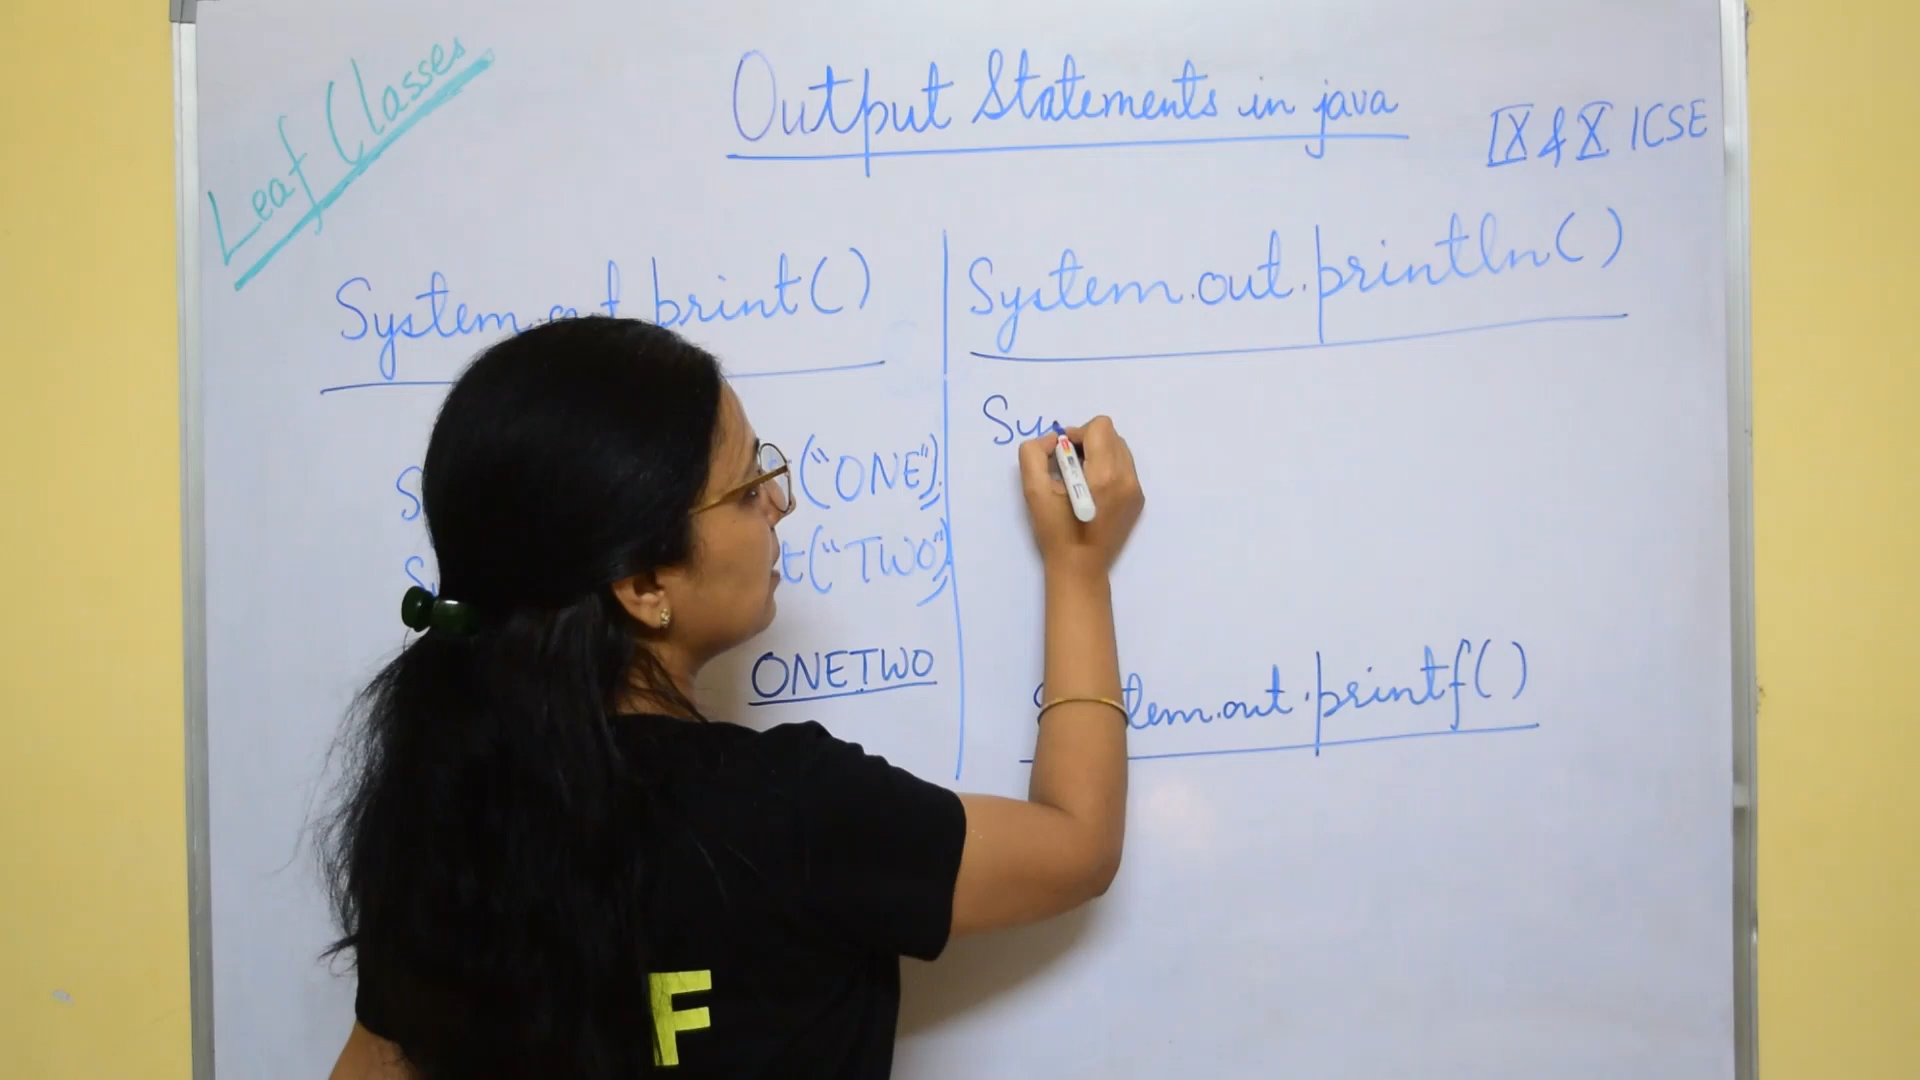 Leaf Classes
Output Statements in java
IX & X ICSE
System.out.print()
System.out.println()
("ONE");
t("TWO");
ONETWO
Sy
tem.out.printf()
F